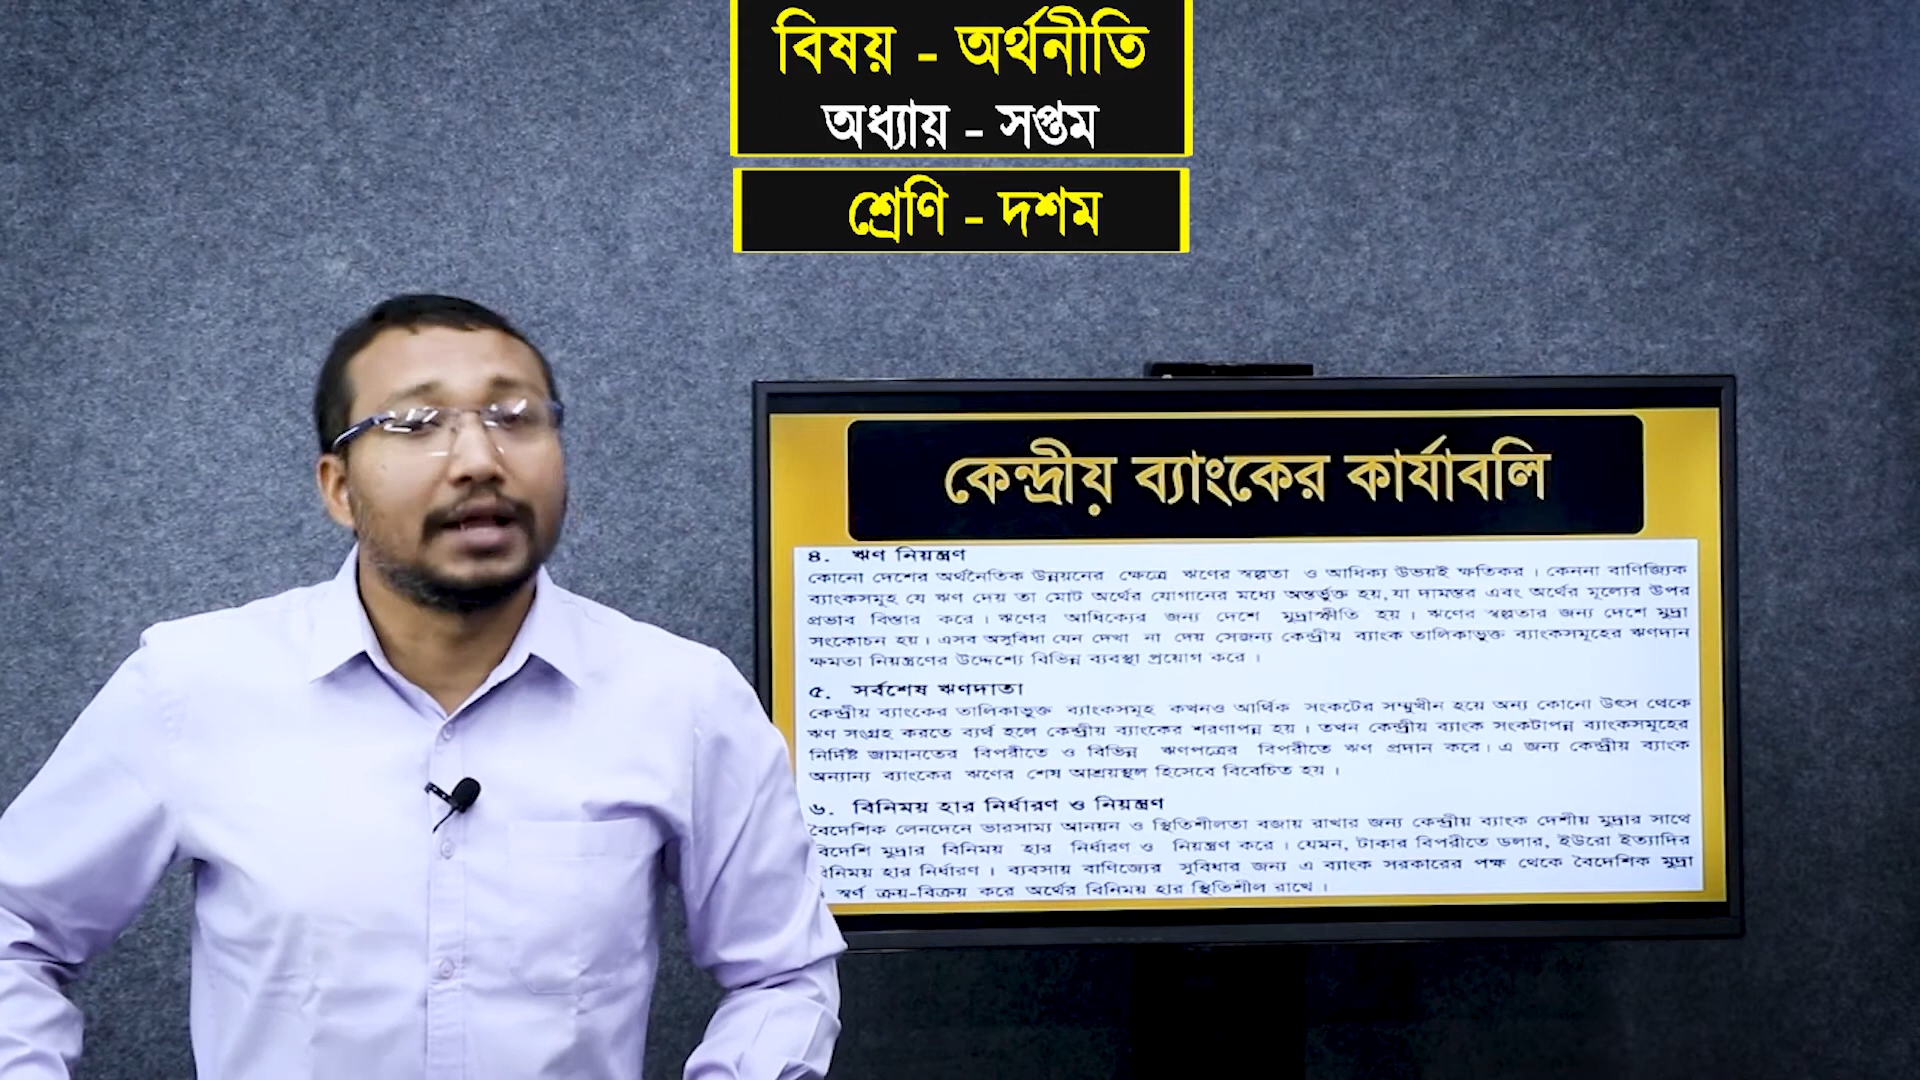 বিষয় - অর্থনীতি
অধ্যায় - সপ্তম
শ্রেণি - দশম
কেন্দ্রীয় ব্যাংকের কার্যাবলি
৪. ঋণ নিয়ন্ত্রণ
কোনো দেশের অর্থনৈতিক উন্নয়নের ক্ষেত্রে ঋণের স্বল্পতা ও আধিক্য উভয়ই ক্ষতিকর । কেননা বাণিজ্যিক
ব্যাংকসমূহ যে ঋণ দেয় তা মোট অর্থের যোগানের মধ্যে অন্তর্ভুক্ত হয়, যা দামস্তর এবং অর্থের মূল্যের উপর
প্রভাব বিস্তার করে । ঋণের আধিক্যের জন্য দেশে মুদ্রাস্ফীতি হয় । ঋণের স্বল্পতার জন্য দেশে মুদ্রা
সংকোচন হয় । এসব অসুবিধা যেন দেখা না দেয় সেজন্য কেন্দ্রীয় ব্যাংক তালিকাভুক্ত ব্যাংকসমূহের ঋণদান
ক্ষমতা নিয়ন্ত্রণের উদ্দেশ্যে বিভিন্ন ব্যবস্থা প্রয়োগ করে ।
৫. সর্বশেষ ঋণদাতা
কেন্দ্রীয় ব্যাংকের তালিকাভুক্ত ব্যাংকসমূহ কখনও আর্থিক সংকটের সম্মুখীন হয়ে অন্য কোনো উৎস থেকে
ঋণ সংগ্রহ করতে ব্যর্থ হলে কেন্দ্রীয় ব্যাংকের শরণাপন্ন হয় । তখন কেন্দ্রীয় ব্যাংক সংকটাপন্ন ব্যাংকসমূহের
নির্দিষ্ট জামানতের বিপরীতে ও বিভিন্ন ঋণপত্রের বিপরীতে ঋণ প্রদান করে । এ জন্য কেন্দ্রীয় ব্যাংক
অন্যান্য ব্যাংকের ঋণের শেষ আশ্রয়স্থল হিসেবে বিবেচিত হয় ।
৬. বিনিময় হার নির্ধারণ ও নিয়ন্ত্রণ
বৈদেশিক লেনদেনে ভারসাম্য আনয়ন ও স্থিতিশীলতা বজায় রাখার জন্য কেন্দ্রীয় ব্যাংক দেশীয় মুদ্রার সাথে
বিদেশি মুদ্রার বিনিময় হার নির্ধারণ ও নিয়ন্ত্রণ করে । যেমন, টাকার বিপরীতে ডলার, ইউরো ইত্যাদির
বিনিময় হার নির্ধারণ । ব্যবসায় বাণিজ্যের সুবিধার জন্য এ ব্যাংক সরকারের পক্ষ থেকে বৈদেশিক মুদ্রা
স্বর্ণ ক্রয়-বিক্রয় করে অর্থের বিনিময় হার স্থিতিশীল রাখে ।